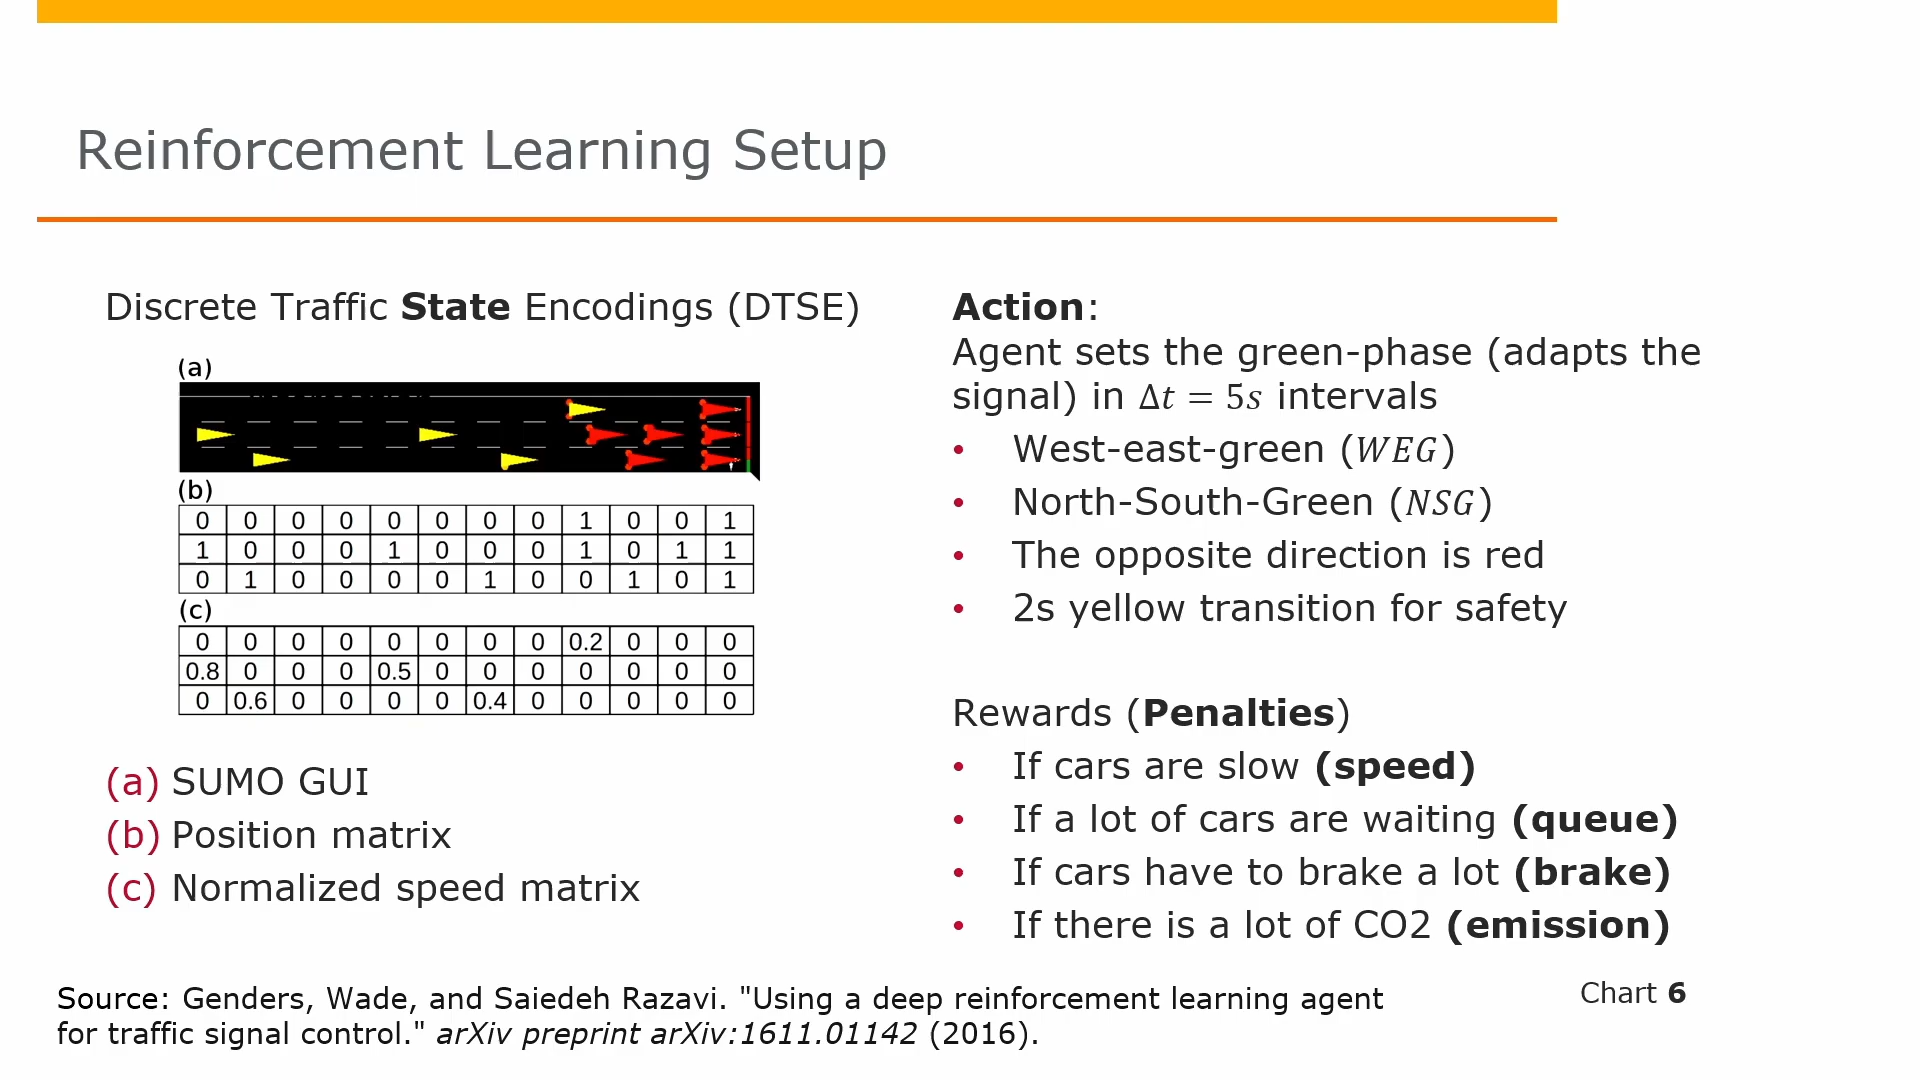 Reinforcement Learning Setup
Discrete Traffic State Encodings (DTSE)
(a)
(b)
0 0 0 0 0 0 0 0 1 0 0 1
1 0 0 0 1 0 0 0 1 0 1 1
0 1 0 0 0 0 1 0 0 1 0 1
(c)
0 0 0 0 0 0 0 0 0.2 0 0 0
0.8 0 0 0 0.5 0 0 0 0 0 0 0
0 0.6 0 0 0 0 0.4 0 0 0 0 0
(a) SUMO GUI
(b) Position matrix
(c) Normalized speed matrix
Action:
Agent sets the green-phase (adapts the
signal) in Δt = 5s intervals
• West-east-green (WEG)
• North-South-Green (NSG)
• The opposite direction is red
• 2s yellow transition for safety
Rewards (Penalties)
• If cars are slow (speed)
• If a lot of cars are waiting (queue)
• If cars have to brake a lot (brake)
• If there is a lot of CO2 (emission)
Source: Genders, Wade, and Saiedeh Razavi. "Using a deep reinforcement learning agent
for traffic signal control." arXiv preprint arXiv:1611.01142 (2016).
Chart 6